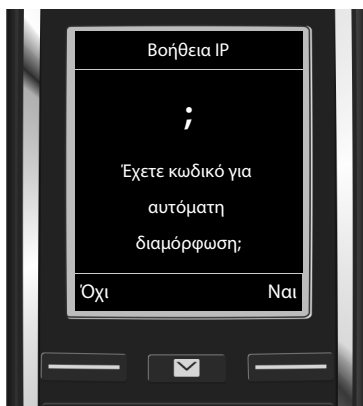 Βοήθεια IP
;
Έχετε κωδικό για
αυτόματη
διαμόρφωση;
Όχι Ναι